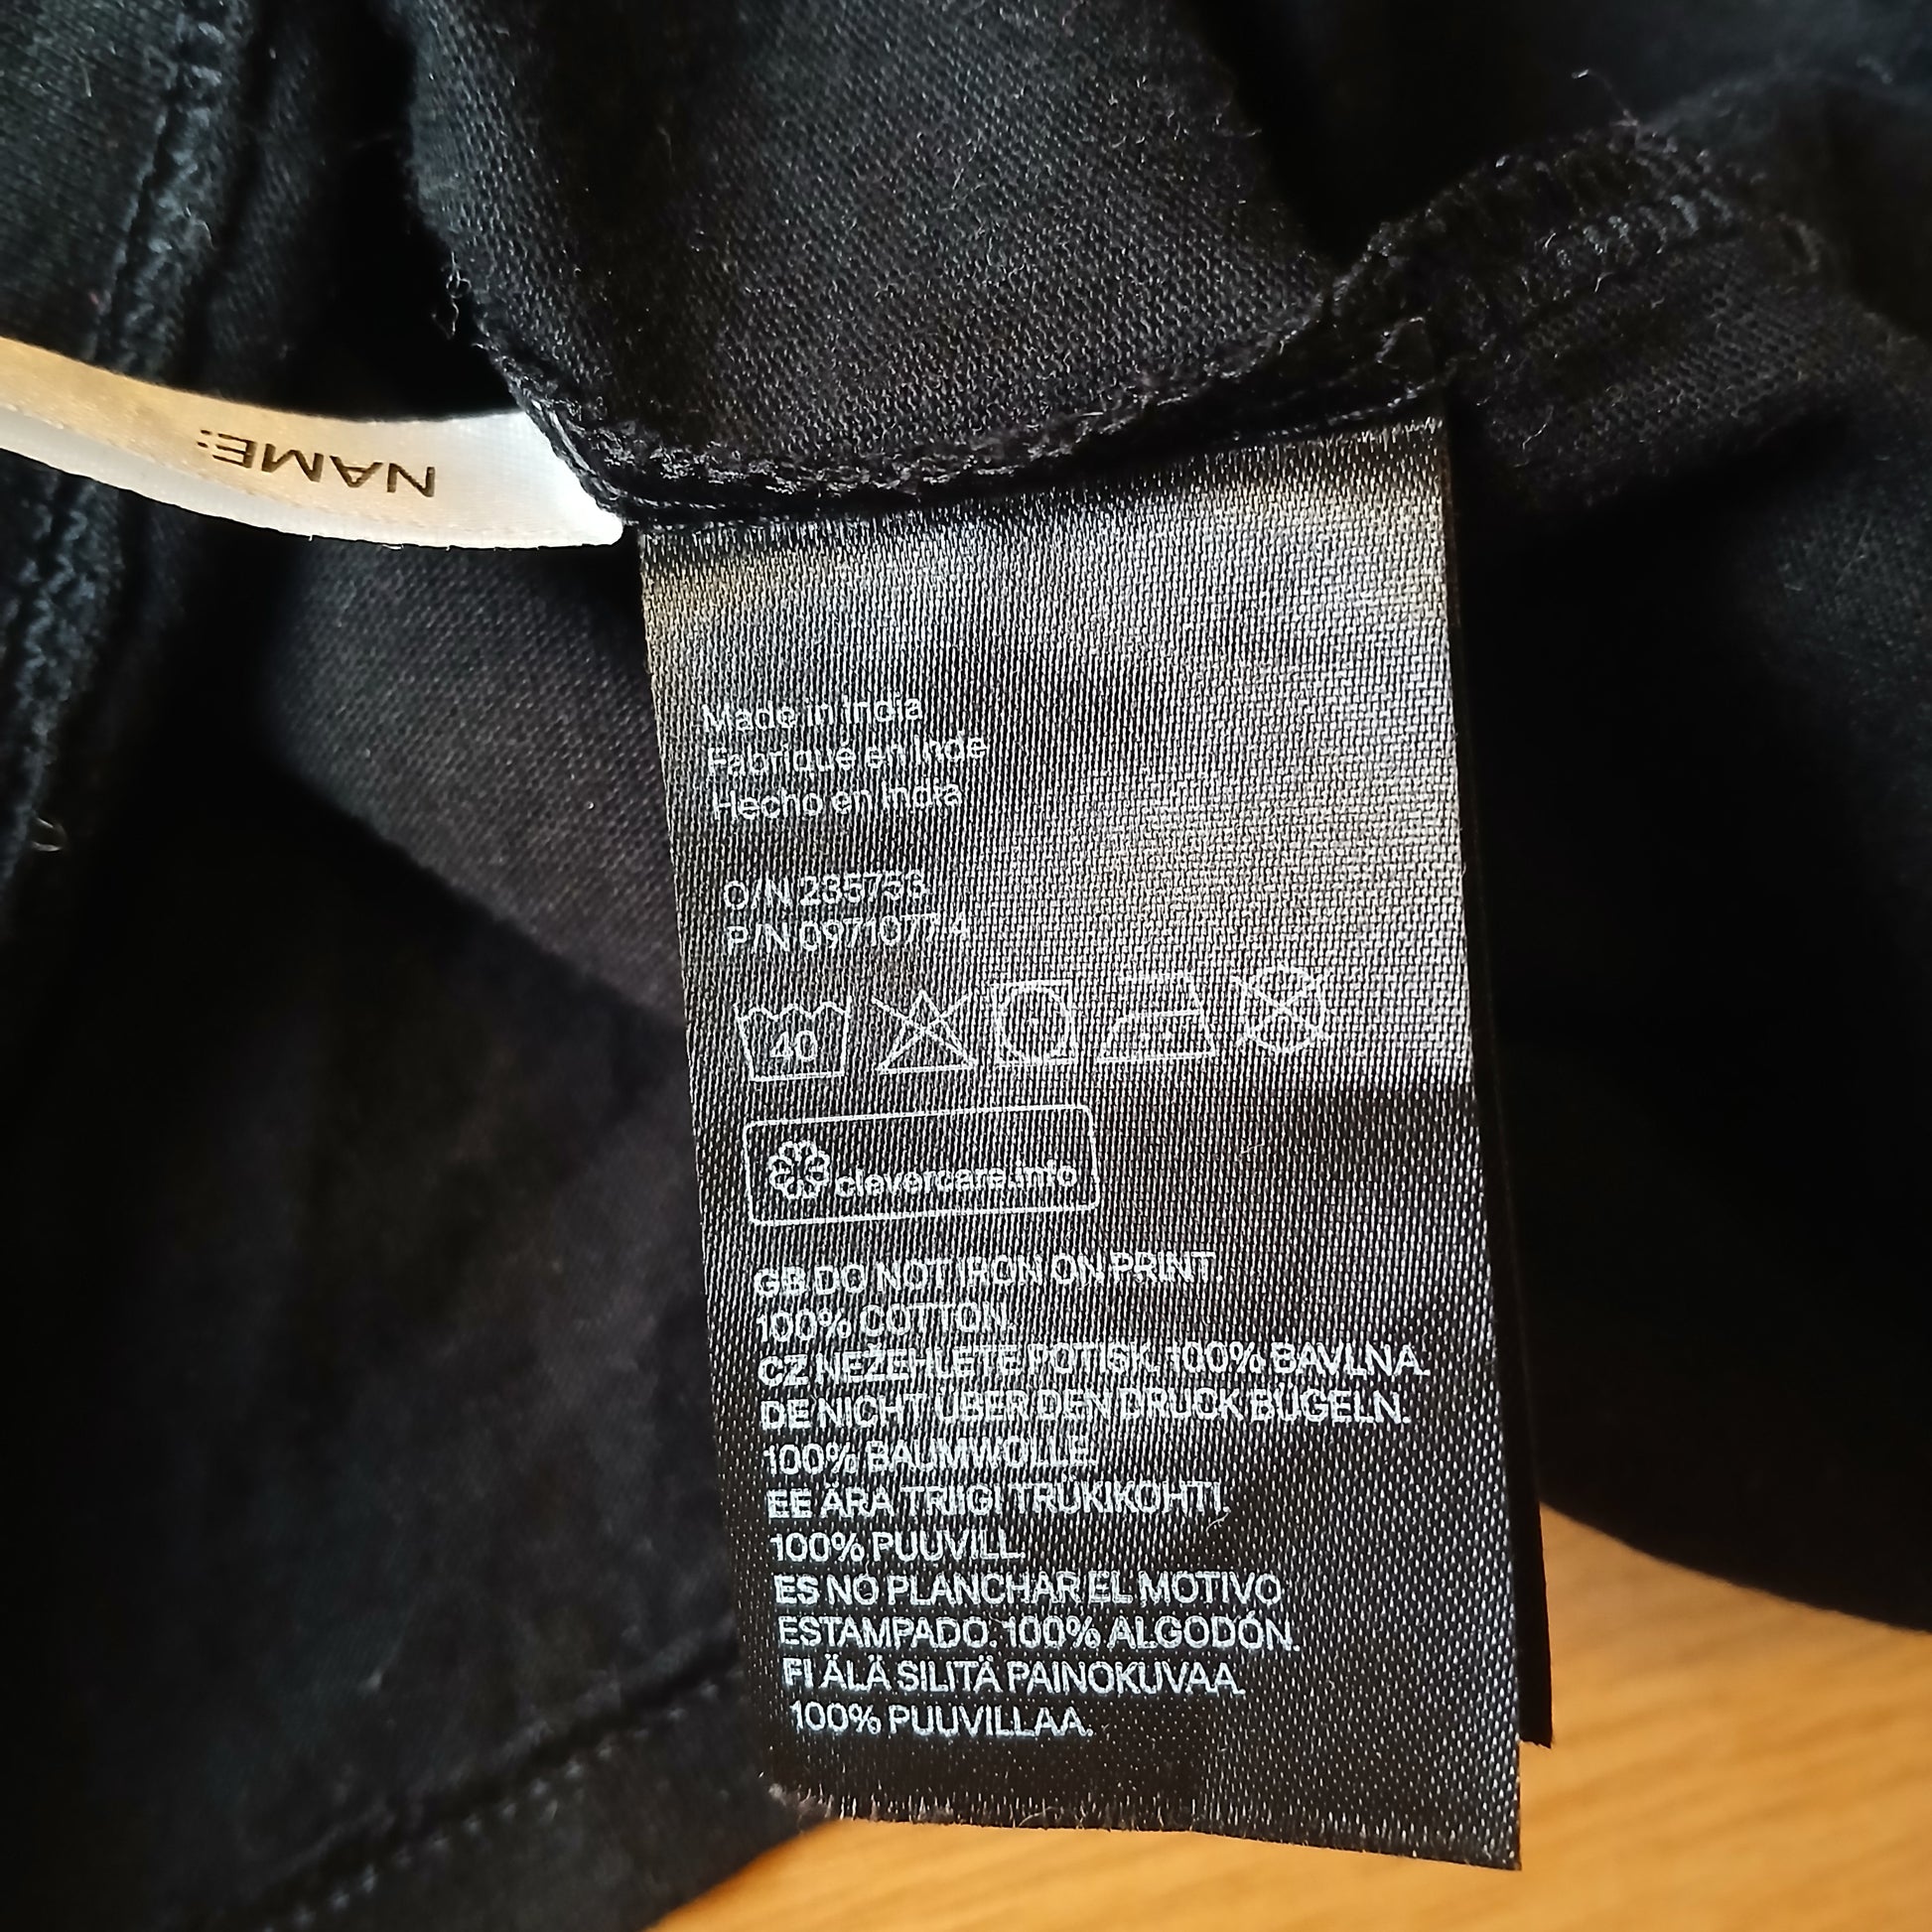 NAME:
Made in India
Fabriqué en Inde
Hecho en India
O/N 235753
P/N 0971077 4
40
clevercare.info
GB DO NOT IRON ON PRINT.
100% COTTON.
CZ NEŽEHLETE POTISK. 100% BAVLNA.
DE NICHT ÜBER DEN DRUCK BÜGELN.
100% BAUMWOLLE.
EE ÄRA TRIIGI TRÜKIKOHTI.
100% PUUVILL.
ES NO PLANCHAR EL MOTIVO
ESTAMPADO. 100% ALGODÓN.
FI ÄLÄ SILITÄ PAINOKUVAA.
100% PUUVILLAA.